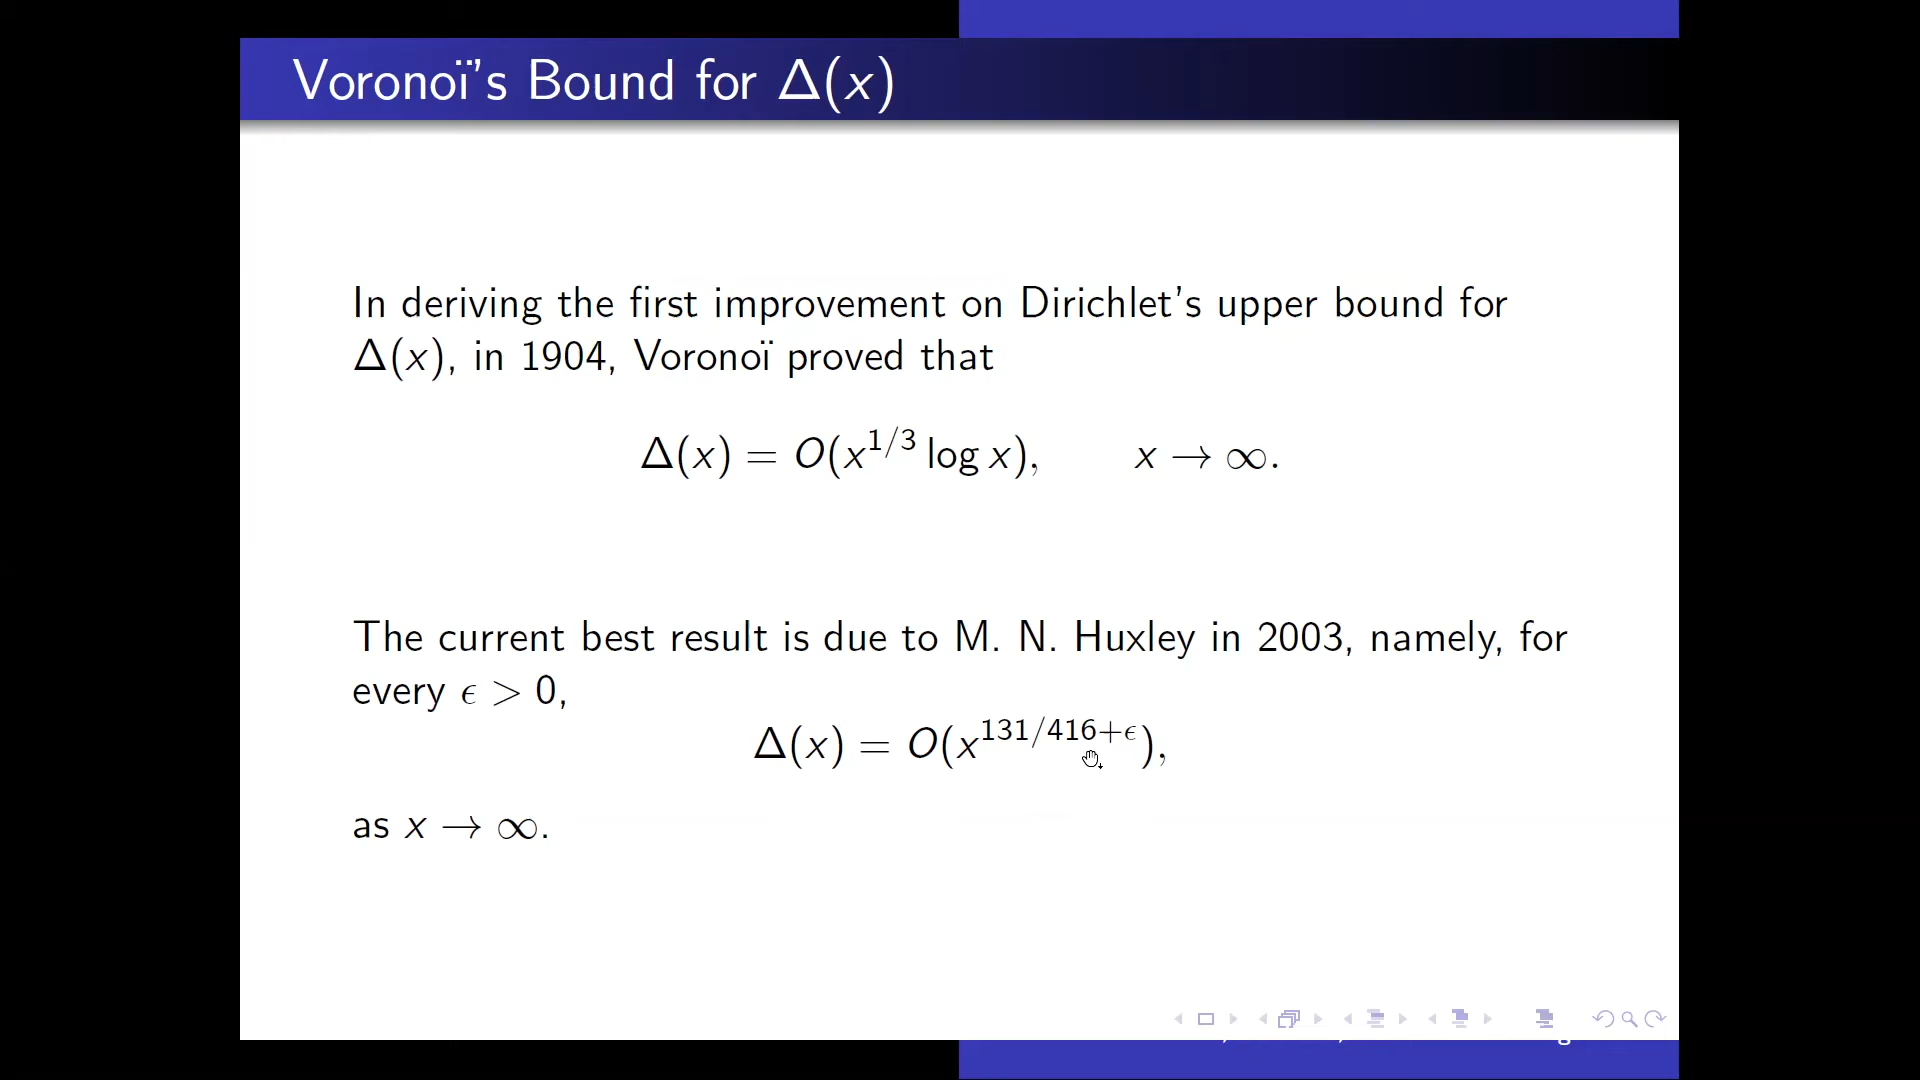 Voronoï's Bound for Δ(x)
In deriving the first improvement on Dirichlet's upper bound for
Δ(x), in 1904, Voronoï proved that
Δ(x) = O(x^{1/3} log x), x → ∞.
The current best result is due to M. N. Huxley in 2003, namely, for
every ϵ > 0,
Δ(x) = O(x^{131/416+ϵ}),
as x → ∞.